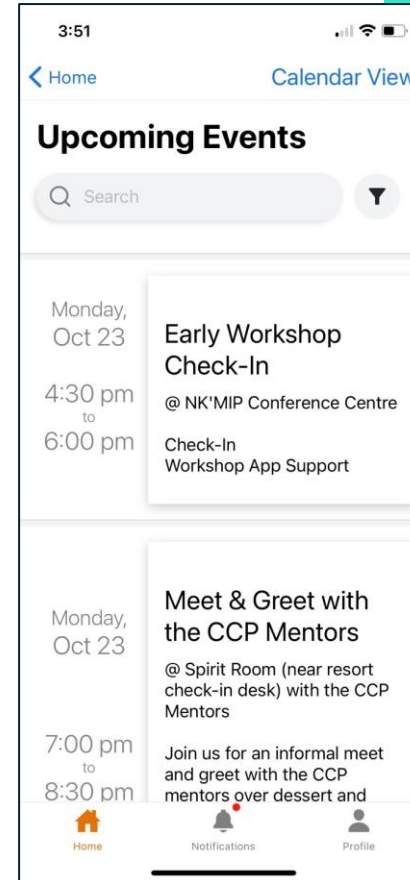 3:51
Home
Calendar View
Upcoming Events
Search
Monday,
Oct 23
4:30 pm
to
6:00 pm
Early Workshop
Check-In
@ NK'MIP Conference Centre
Check-In
Workshop App Support
Monday,
Oct 23
7:00 pm
to
8:30 pm
Meet & Greet with
the CCP Mentors
@ Spirit Room (near resort
check-in desk) with the CCP
Mentors
Join us for an informal meet
and greet with the CCP
mentors over dessert and
Home
Notifications
Profile